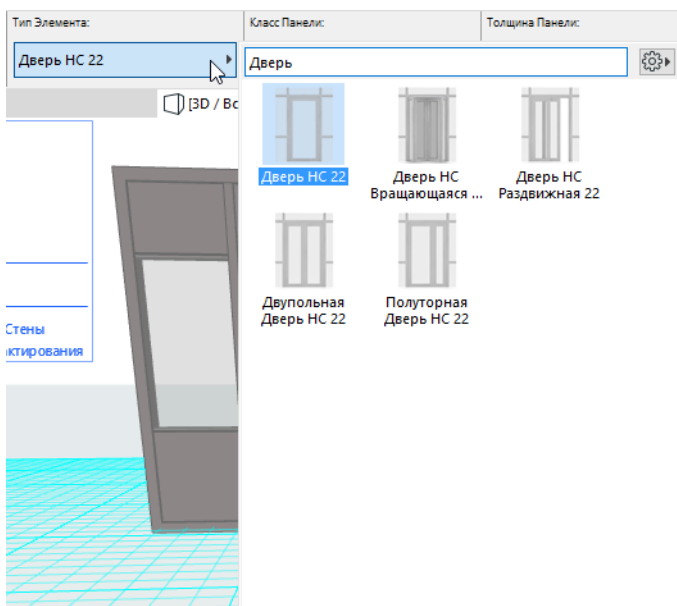 Тип Элемента:
Класс Панели:
Толщина Панели:
Дверь НС 22
Дверь
[3D / Вс
Дверь НС 22
Дверь НС
Вращающаяся ...
Дверь НС
Раздвижная 22
Двупольная
Дверь НС 22
Полуторная
Дверь НС 22
Стены
ктирования